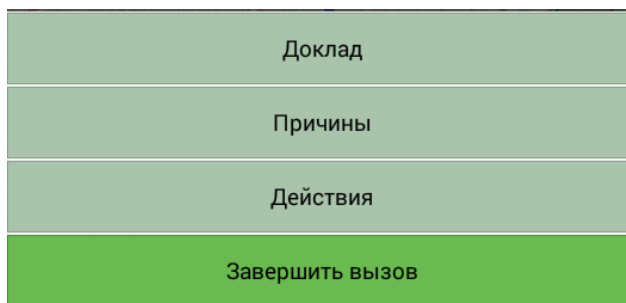 Доклад
Причины
Действия
Завершить вызов